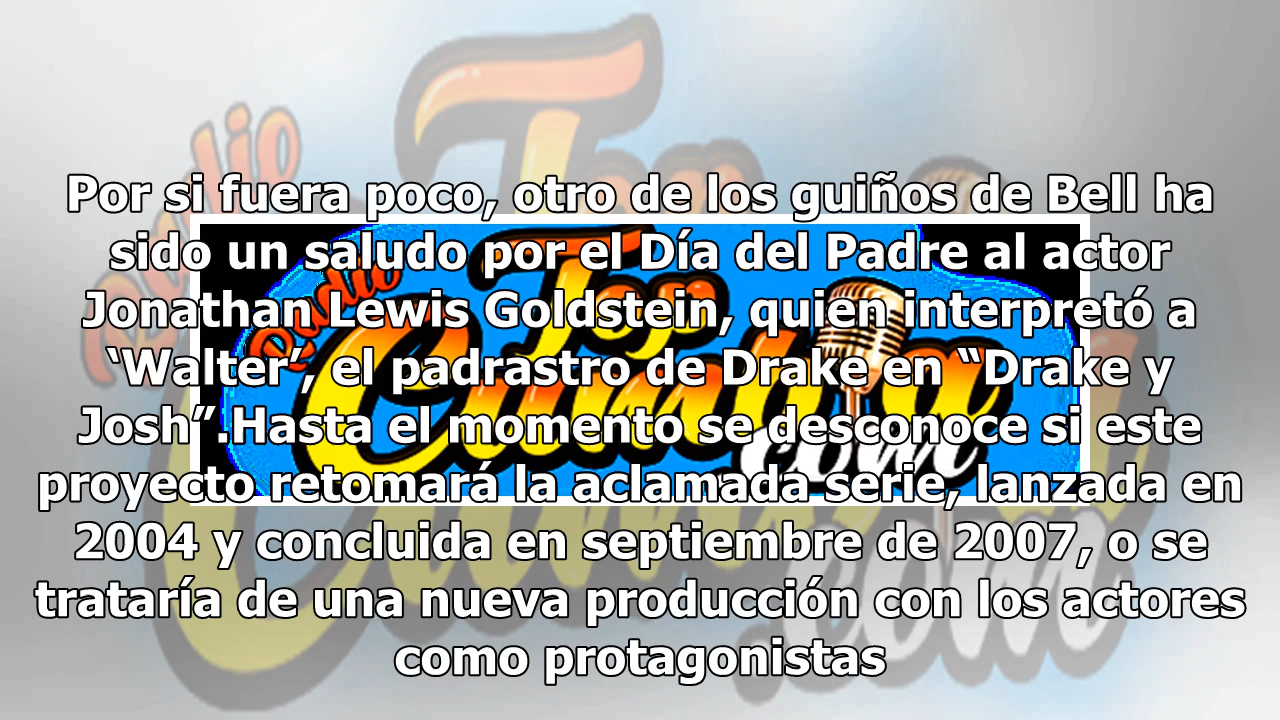 Por si fuera poco, otro de los guiños de Bell ha
sido un saludo por el Día del Padre al actor
Jonathan Lewis Goldstein, quien interpretó a
‘Walter’, el padrastro de Drake en “Drake y
Josh”.Hasta el momento se desconoce si este
proyecto retomará la aclamada serie, lanzada en
2004 y concluida en septiembre de 2007, o se
trataría de una nueva producción con los actores
como protagonistas
Radio
Top
.com